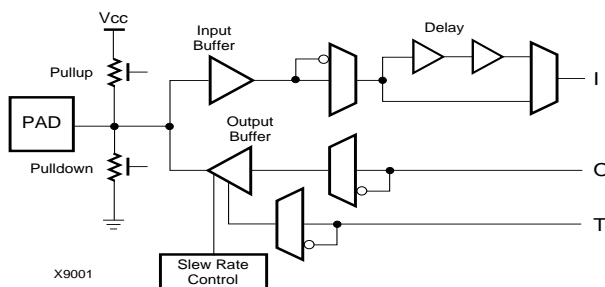 Vcc
Input
Buffer
Delay
Pullup
I
PAD
Output
Buffer
Pulldown
O
T
Slew Rate
Control
X9001